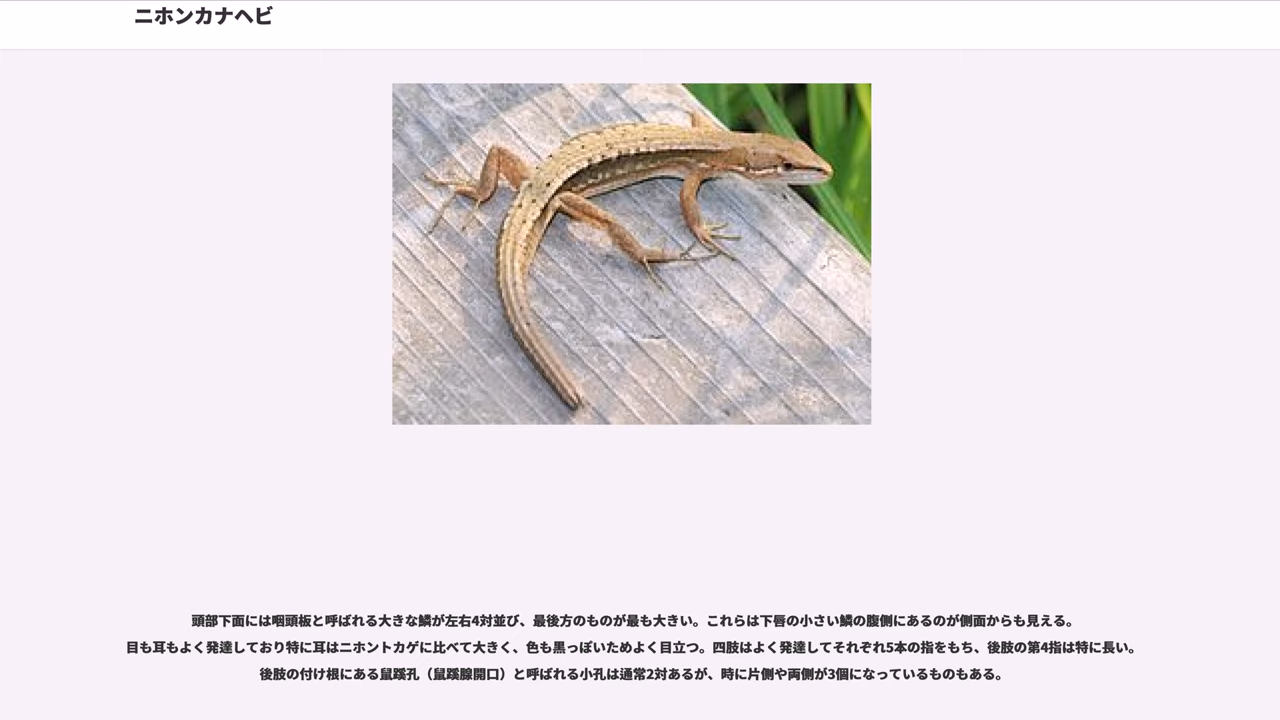 ニホンカナヘビ
頭部下面には咽頭板と呼ばれる大きな鱗が左右4対並び、最後方のものが最も大きい。これらは下唇の小さい鱗の腹側にあるのが側面からも見える。
目も耳もよく発達しており特に耳はニホントカゲに比べて大きく、色も黒っぽいためよく目立つ。四肢はよく発達してそれぞれ5本の指をもち、後肢の第4指は特に長い。
後肢の付け根にある鼠蹊孔（鼠蹊腺開口）と呼ばれる小孔は通常2対あるが、時に片側や両側が3個になっているものもある。